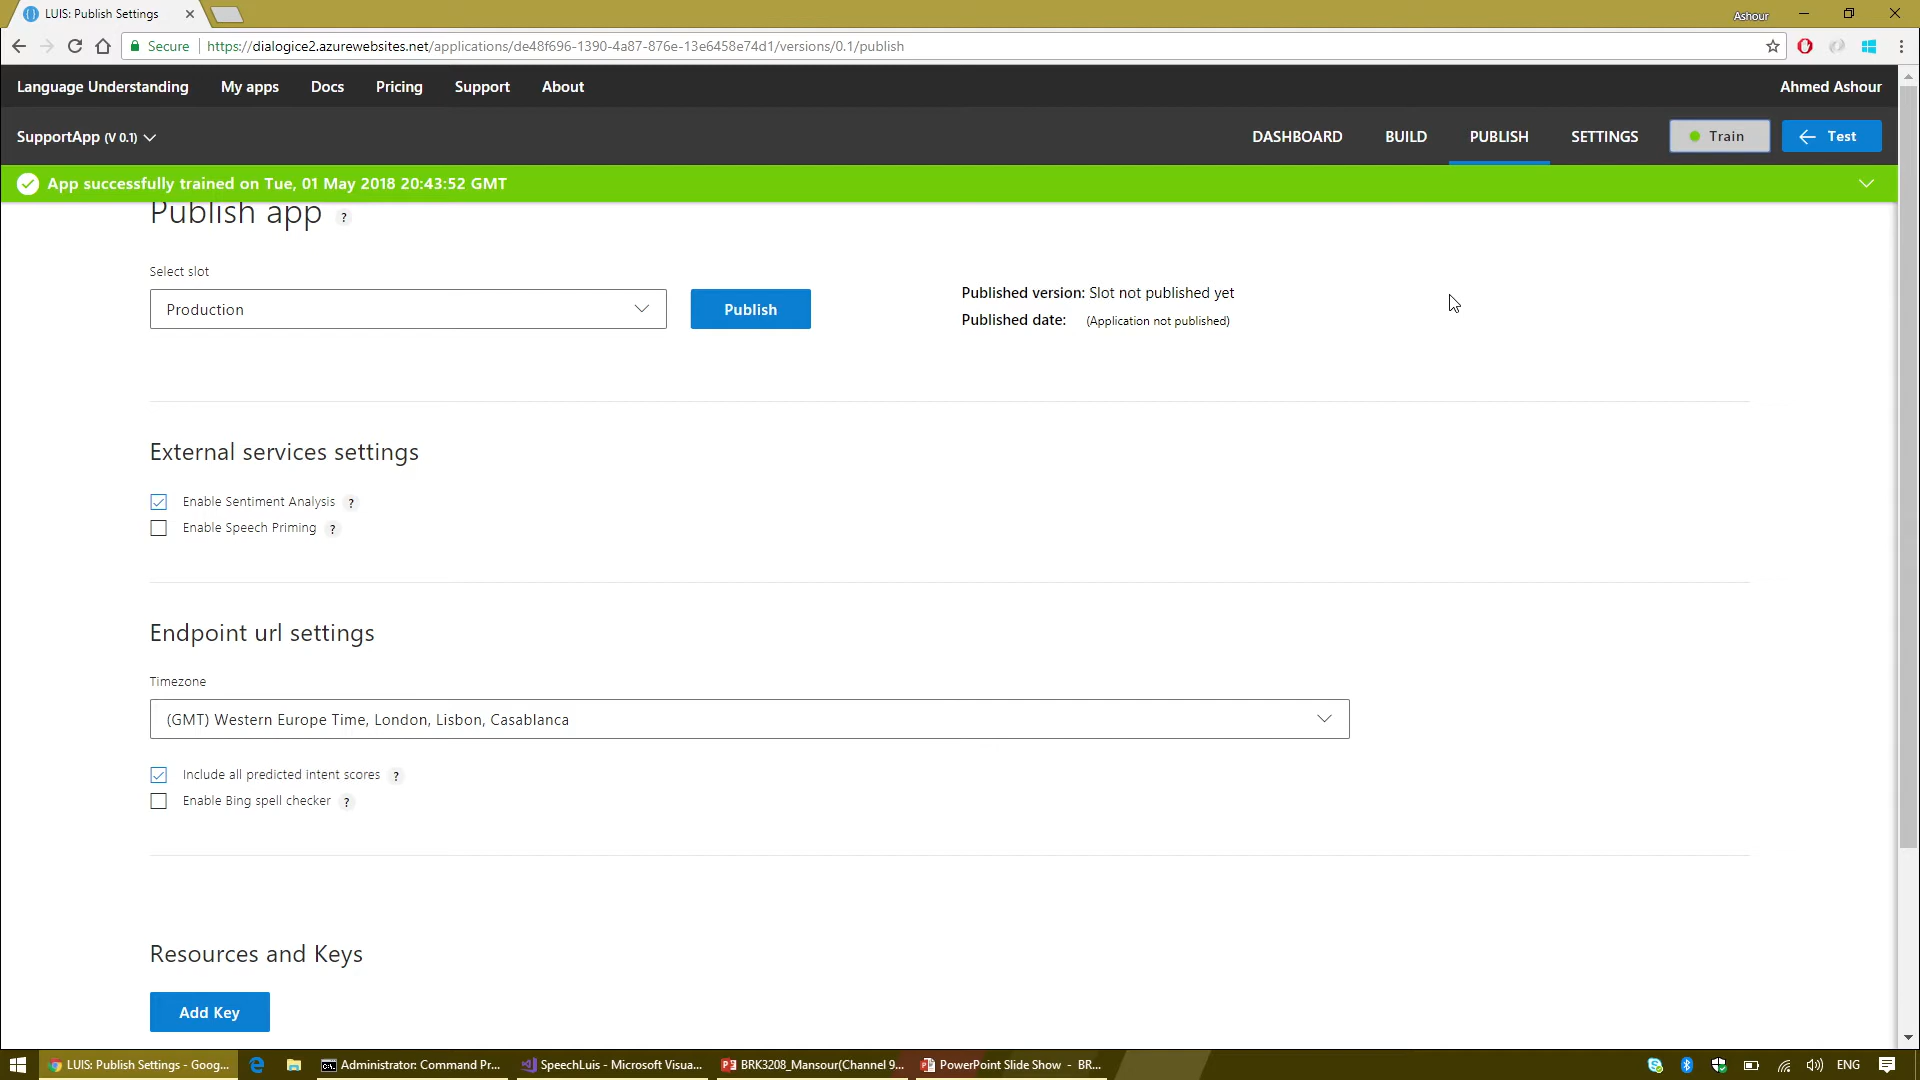 LUIS: Publish Settings
Ashour
Secure
https://dialogice2.azurewebsites.net/applications/de48f696-1390-4a87-876e-13e6458e74d1/versions/0.1/publish
Language Understanding My apps Docs Pricing Support About Ahmed Ashour
SupportApp (V 0.1) DASHBOARD BUILD PUBLISH SETTINGS Train Test
App successfully trained on Tue, 01 May 2018 20:43:52 GMT
Publish app ?
Select slot
Production Publish
Published version: Slot not published yet
Published date: (Application not published)
External services settings
Enable Sentiment Analysis ?
Enable Speech Priming ?
Endpoint url settings
Timezone
(GMT) Western Europe Time, London, Lisbon, Casablanca
Include all predicted intent scores ?
Enable Bing spell checker ?
Resources and Keys
Add Key
LUIS: Publish Settings - Goog... Administrator: Command Pr... SpeechLuis - Microsoft Visua... BRK3208_Mansour(Channel 9... PowerPoint Slide Show - BR... ENG